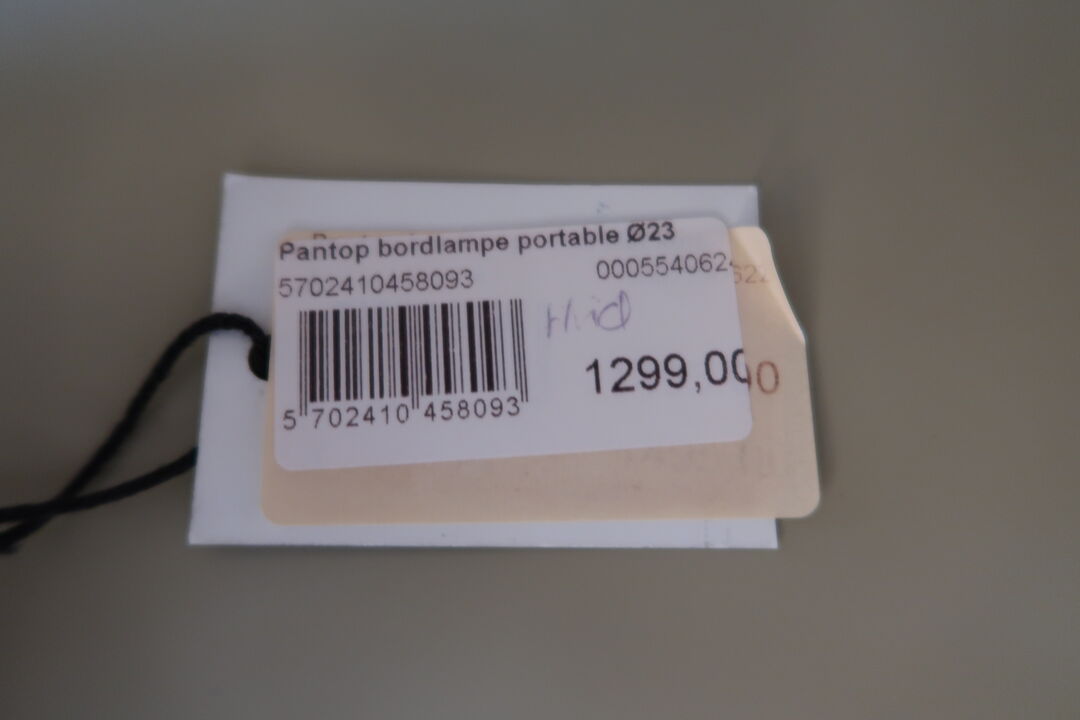 Pantop bordlampe portable Ø23
5702410458093
000554062
Hvid
1299,00
5 702410 458093